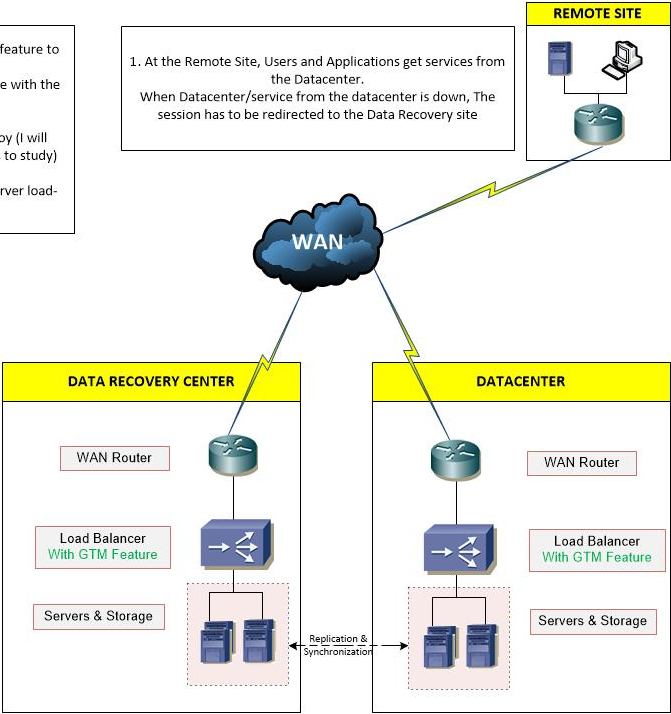 REMOTE SITE
feature to
e with the
oy (I will
to study)
rver load-
1. At the Remote Site, Users and Applications get services from
the Datacenter.
When Datacenter/service from the datacenter is down, The
session has to be redirected to the Data Recovery site
WAN
DATA RECOVERY CENTER
WAN Router
Load Balancer
With GTM Feature
Servers & Storage
Replication &
Synchronization
DATACENTER
WAN Router
Load Balancer
With GTM Feature
Servers & Storage